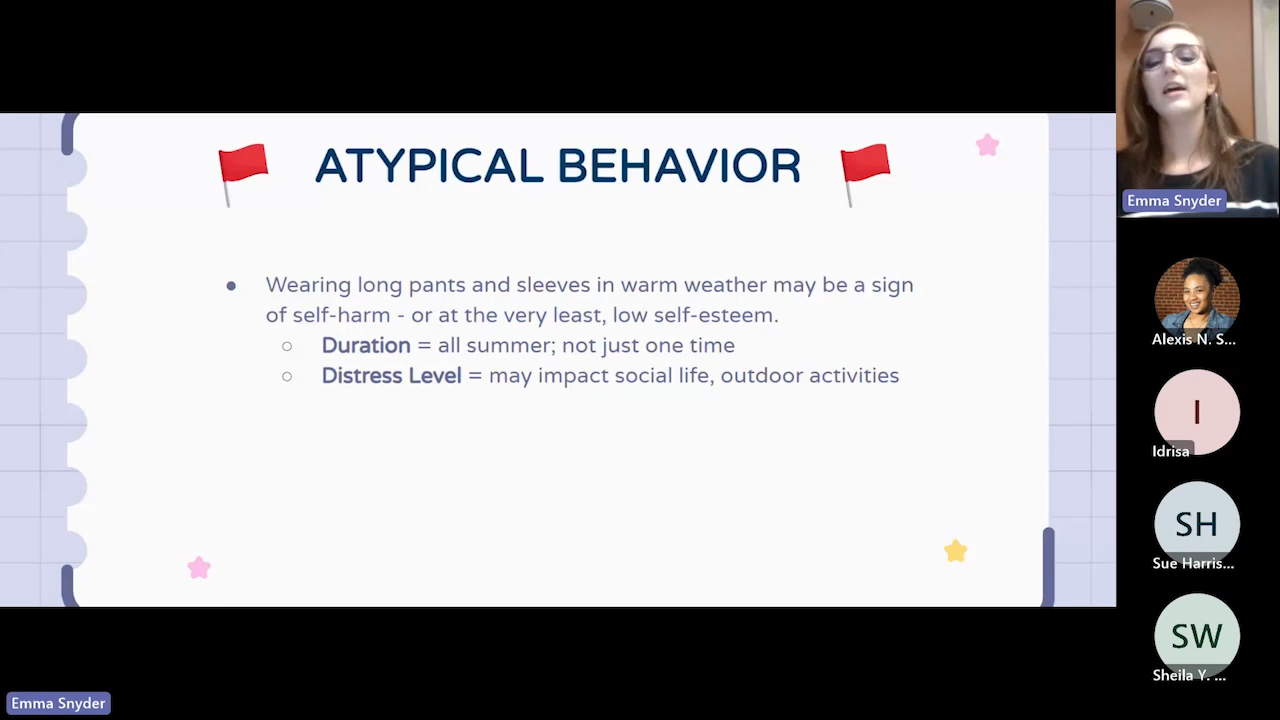 ATYPICAL BEHAVIOR
Wearing long pants and sleeves in warm weather may be a sign
of self-harm - or at the very least, low self-esteem.
Duration = all summer; not just one time
Distress Level = may impact social life, outdoor activities
Emma Snyder
Alexis N. S...
I
Idrisa
SH
Sue Harris...
SW
Sheila Y. ...
Emma Snyder